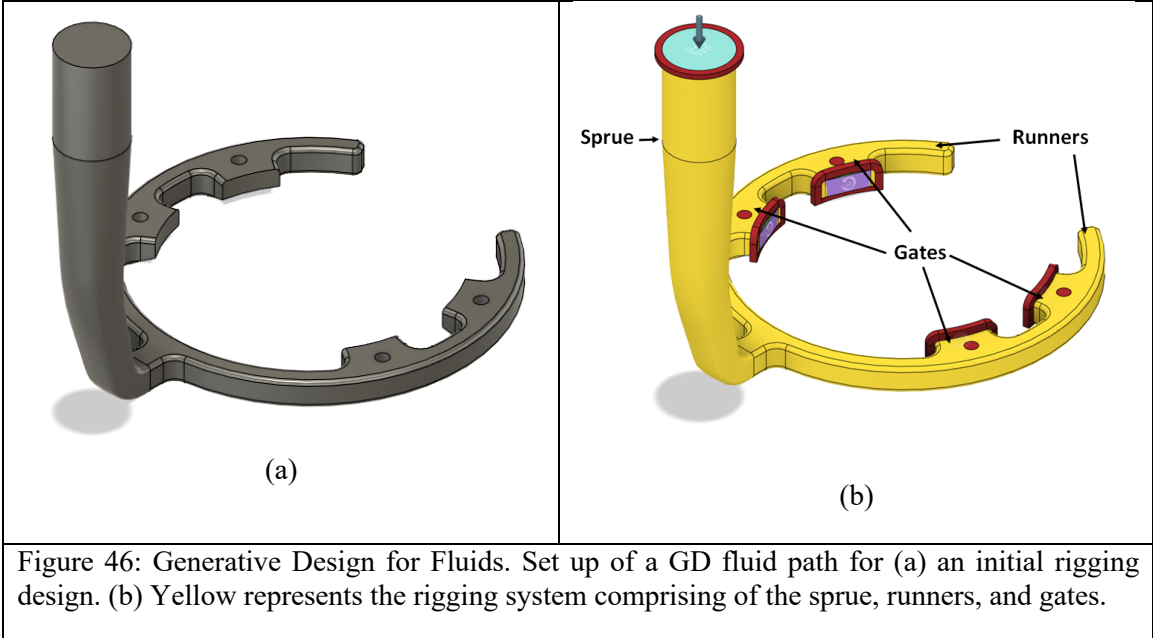 Sprue
Runners
Gates
(a)
(b)
Figure 46: Generative Design for Fluids. Set up of a GD fluid path for (a) an initial rigging
design. (b) Yellow represents the rigging system comprising of the sprue, runners, and gates.